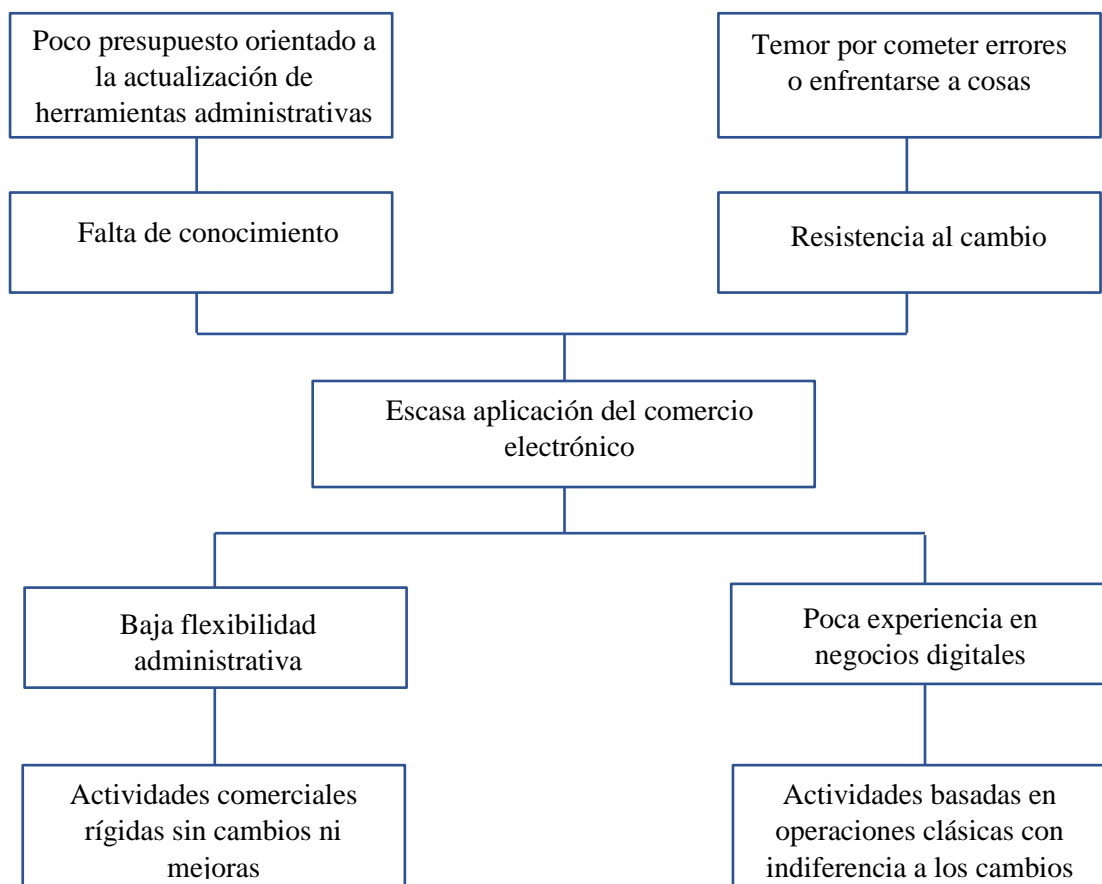 Poco presupuesto orientado a
la actualización de
herramientas administrativas
Temor por cometer errores
o enfrentarse a cosas
Falta de conocimiento
Resistencia al cambio
Escasa aplicación del comercio
electrónico
Baja flexibilidad
administrativa
Poca experiencia en
negocios digitales
Actividades comerciales
rígidas sin cambios ni
mejoras
Actividades basadas en
operaciones clásicas con
indiferencia a los cambios